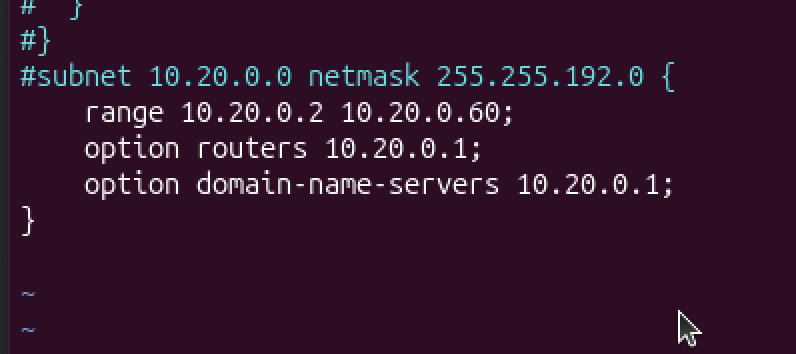 #  }
#}
#subnet 10.20.0.0 netmask 255.255.192.0 {
    range 10.20.0.2 10.20.0.60;
    option routers 10.20.0.1;
    option domain-name-servers 10.20.0.1;
}
~
~